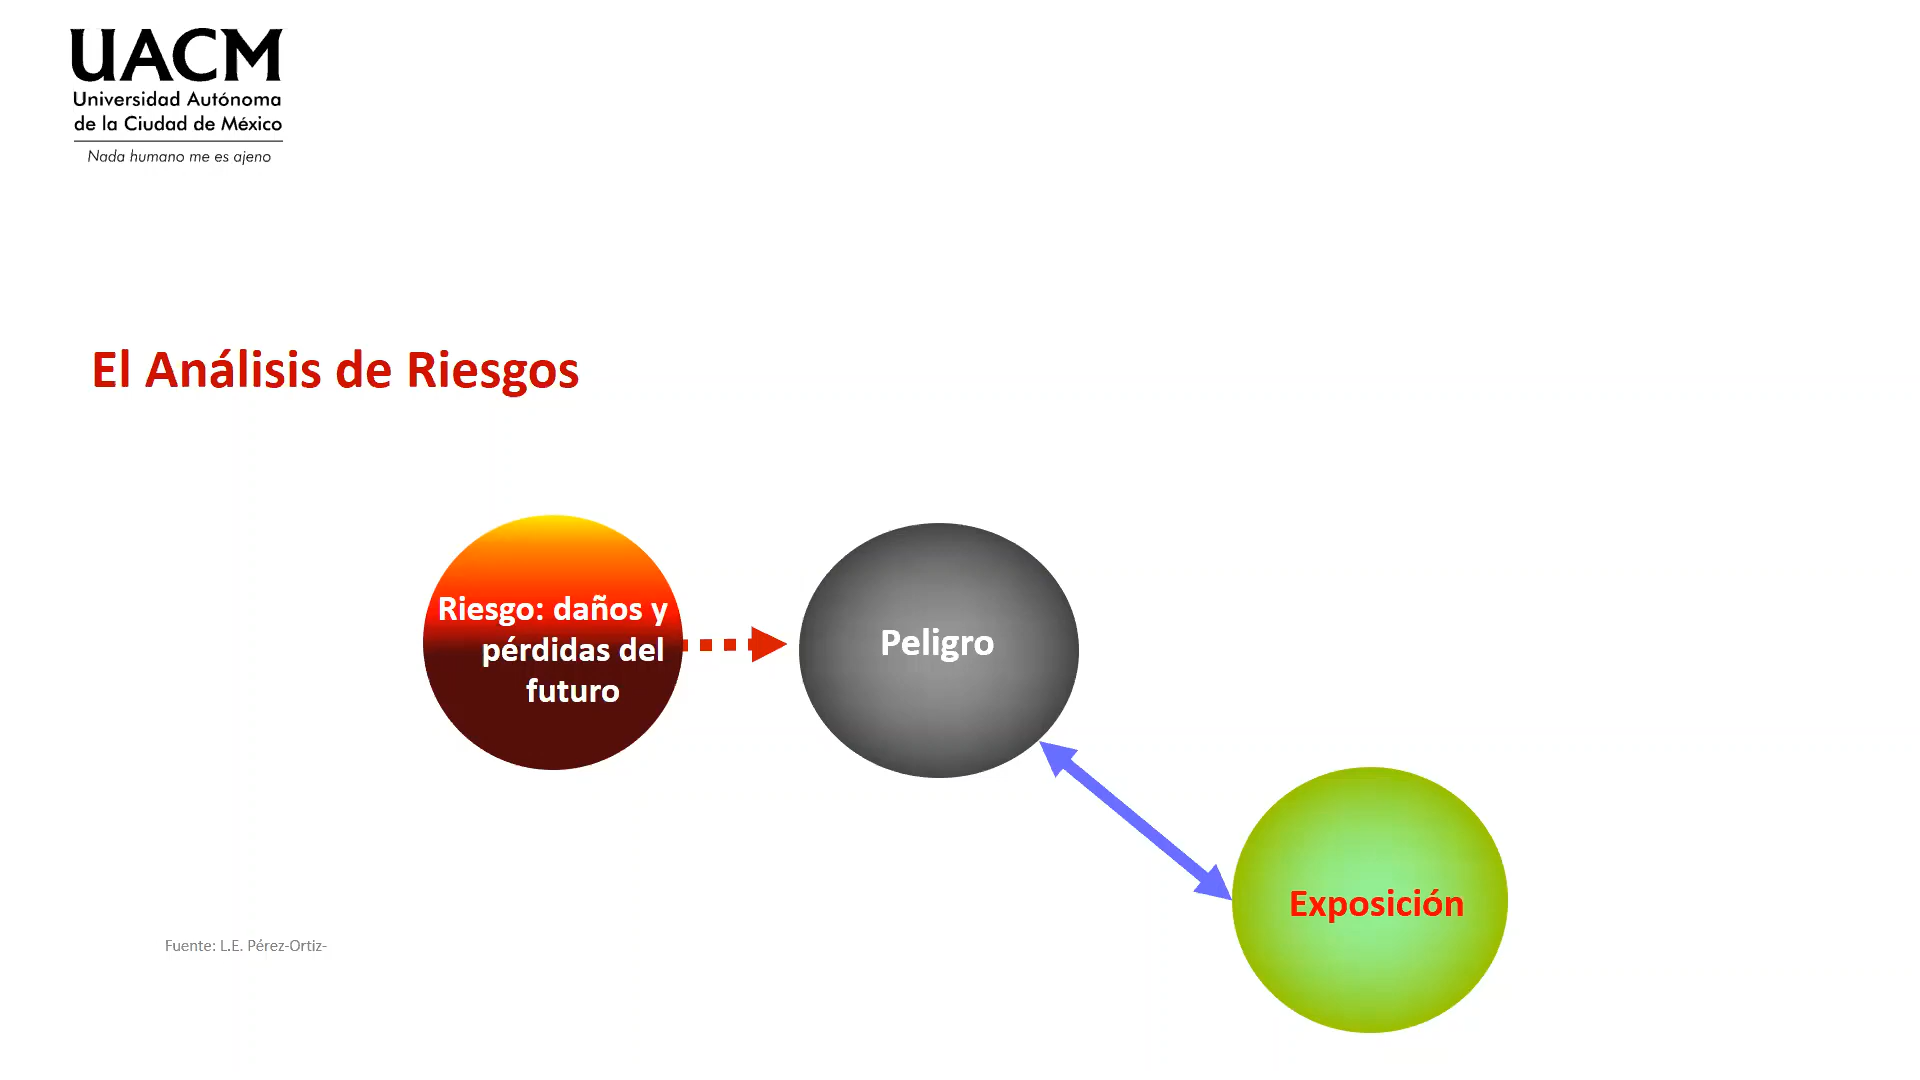 UACM
Universidad Autónoma
de la Ciudad de México
Nada humano me es ajeno
El Análisis de Riesgos
Riesgo: daños y
pérdidas del
futuro
Peligro
Exposición
Fuente: L.E. Pérez-Ortiz-